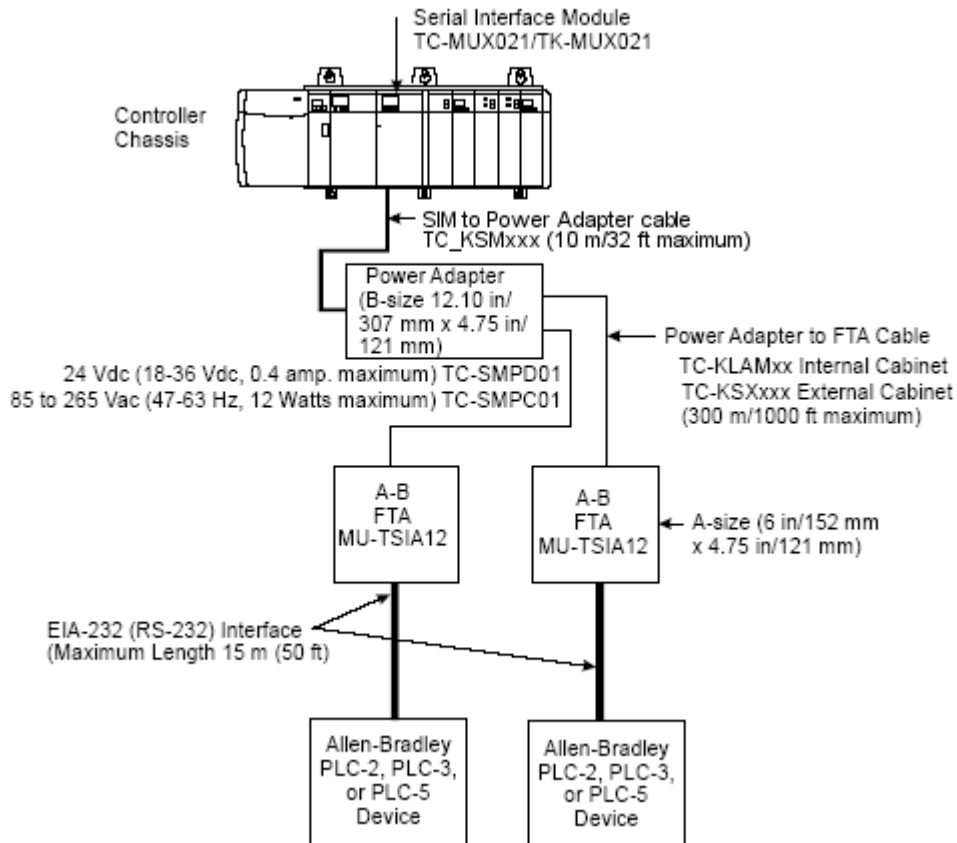 Serial Interface Module
TC-MUX021/TK-MUX021
Controller
Chassis
SIM to Power Adapter cable
TC_KSMxxx (10 m/32 ft maximum)
Power Adapter
(B-size 12.10 in/
307 mm x 4.75 in/
121 mm)
Power Adapter to FTA Cable
TC-KLAMxx Internal Cabinet
TC-KSXxxx External Cabinet
(300 m/1000 ft maximum)
24 Vdc (18-36 Vdc, 0.4 amp. maximum) TC-SMPD01
85 to 265 Vac (47-63 Hz, 12 Watts maximum) TC-SMPC01
A-B
FTA
MU-TSIA12
A-B
FTA
MU-TSIA12
A-size (6 in/152 mm
x 4.75 in/121 mm)
EIA-232 (RS-232) Interface
(Maximum Length 15 m (50 ft)
Allen-Bradley
PLC-2, PLC-3,
or PLC-5
Device
Allen-Bradley
PLC-2, PLC-3,
or PLC-5
Device